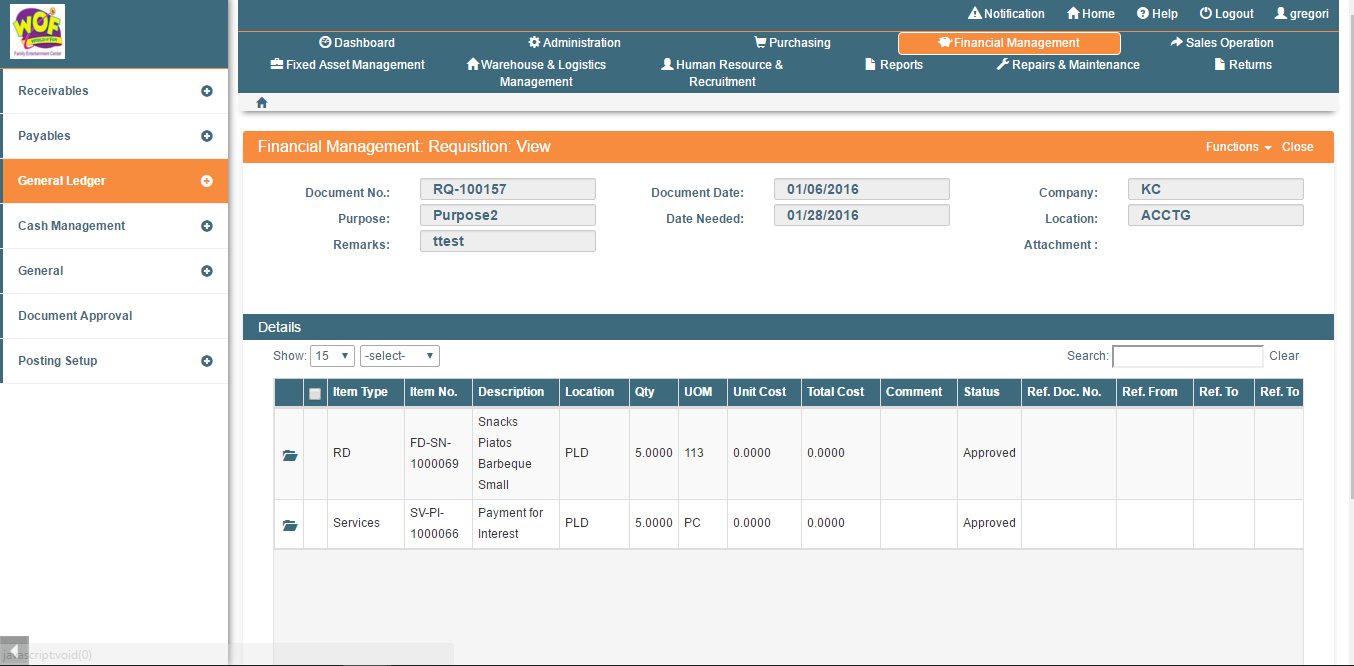 WOF
WORLD OF FUN
Family Entertainment Center
Notification Home Help Logout gregori
Dashboard Administration Purchasing Financial Management Sales Operation
Fixed Asset Management Warehouse & Logistics Management Human Resource & Recruitment Reports Repairs & Maintenance Returns
Receivables
Payables
General Ledger
Cash Management
General
Document Approval
Posting Setup
Financial Management: Requisition: View Functions Close
Document No.: RQ-100157 Document Date: 01/06/2016 Company: KC
Purpose: Purpose2 Date Needed: 01/28/2016 Location: ACCTG
Remarks: ttest Attachment :
Details
Show: 15 -select- Search: Clear
Item Type Item No. Description Location Qty UOM Unit Cost Total Cost Comment Status Ref. Doc. No. Ref. From Ref. To Ref. To
RD FD-SN-1000069 Snacks Piatos Barbeque Small PLD 5.0000 113 0.0000 0.0000 Approved
Services SV-PI-1000066 Payment for Interest PLD 5.0000 PC 0.0000 0.0000 Approved
javascript:void(0)